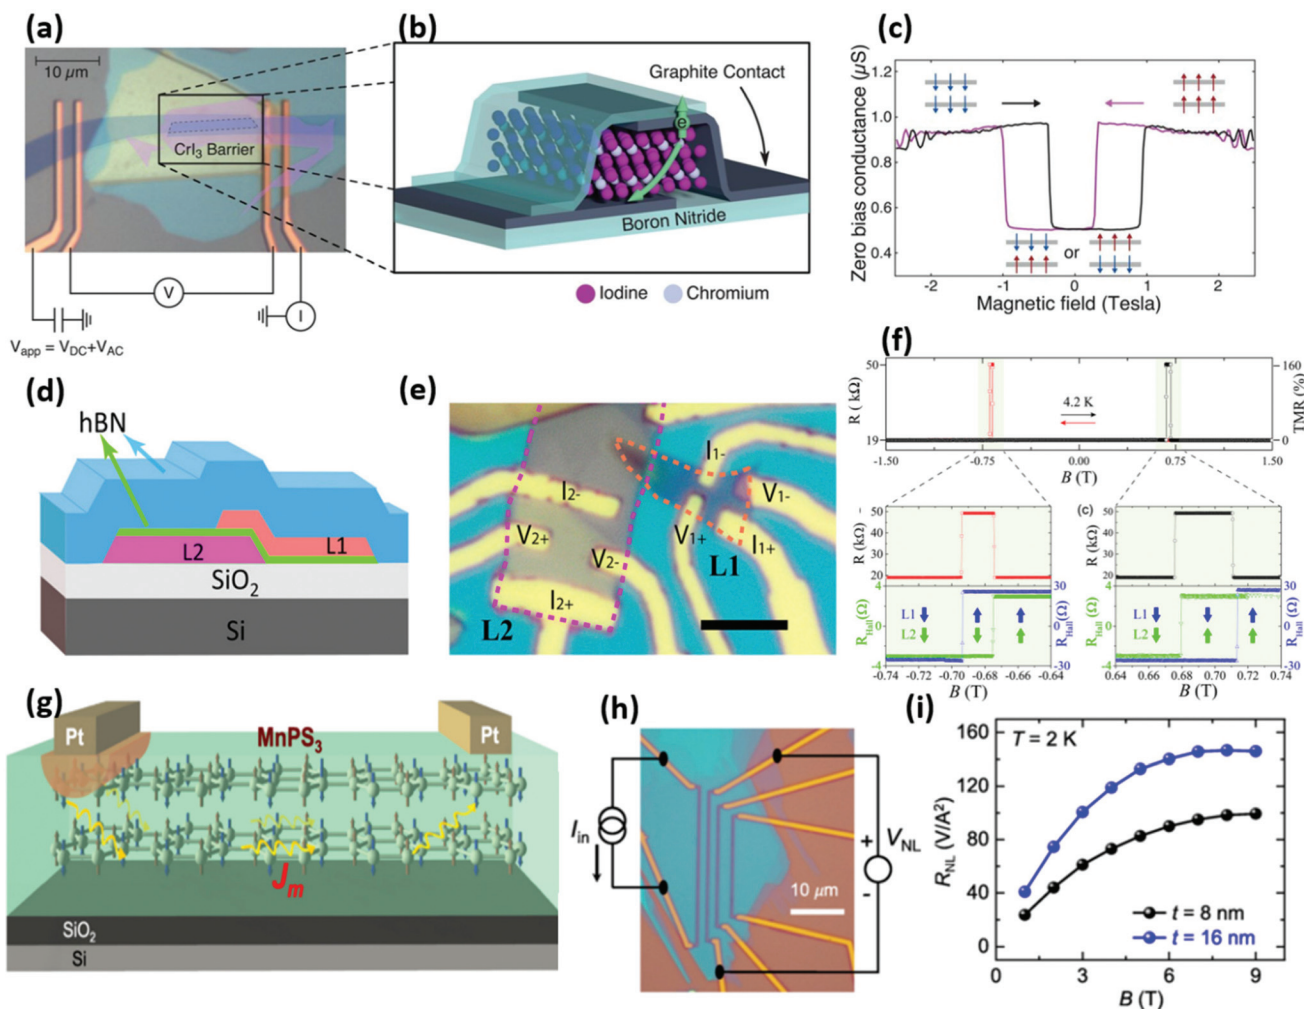 (a)
10 μm
CrI₃ Barrier
V
I
Vapp = VDC+VAC
(b)
Graphite Contact
e
Boron Nitride
Iodine
Chromium
(c)
Zero bias conductance (μS)
1.2
1.0
0.8
0.6
0.4
or
-2
-1
0
1
2
Magnetic field (Tesla)
(d)
hBN
L2
L1
SiO₂
Si
(e)
I2-
V2+
V2-
I2+
L2
I1-
V1-
V1+
I1+
L1
(f)
50
19
R (kΩ)
4.2 K
160
0
TMR (%)
-1.50
-0.75
0.00
0.75
1.50
B (T)
50
40
30
20
R (kΩ)
4
0
-4
RHall(Ω)
L1
L2
30
0
-30
RHall(Ω)
-0.74
-0.72
-0.70
-0.68
-0.66
-0.64
B (T)
(c)
50
40
30
20
R (kΩ)
4
0
-4
RHall(Ω)
L1
L2
30
0
-30
RHall(Ω)
0.64
0.66
0.68
0.70
0.72
0.74
B (T)
(g)
Pt
MnPS₃
Pt
Jm
SiO₂
Si
(h)
Iin
+
VNL
-
10 μm
(i)
T = 2 K
160
120
80
40
0
RNL (V/A²)
t = 8 nm
t = 16 nm
0
3
6
9
B (T)